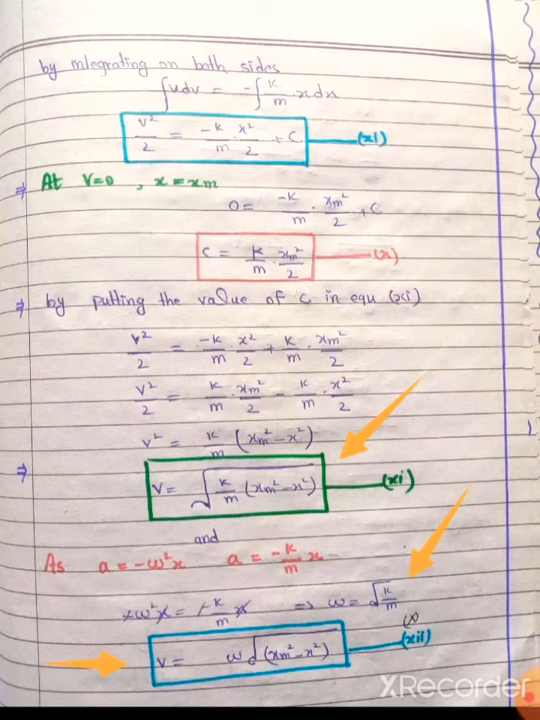 by integrating on both sides
∫vdv = -∫ k/m x dx
v²/2 = -k/m · x²/2 + C (xi)
⇒ At V=0 , x = xm
0 = -k/m · xm²/2 + C
C = k/m · xm²/2 (x)
⇒ by putting the value of C in equ (xi)
v²/2 = -k/m · x²/2 + k/m · xm²/2
v²/2 = k/m · xm²/2 - k/m · x²/2
v² = k/m (xm² - x²)
⇒ V = √(k/m (xm² - x²)) (xi)
and
As a = -ω²x a = -k/m x
-ω²x = -k/m x ⇒ ω = √(k/m)
V = ω√(xm² - x²) (xii)
XRecorder